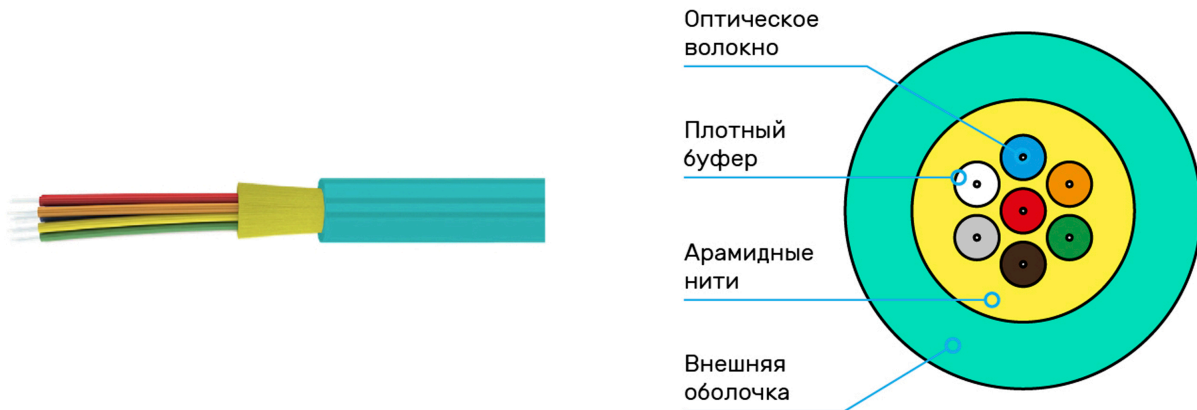 Оптическое
волокно
Плотный
буфер
Арамидные
нити
Внешняя
оболочка